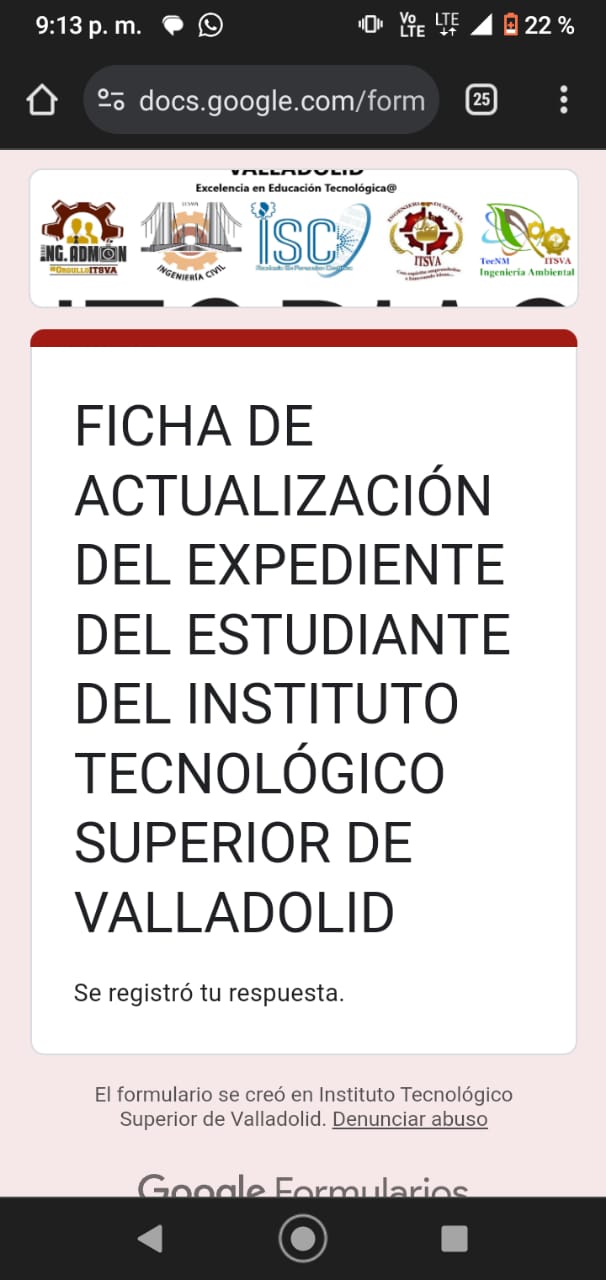 9:13 p. m.
Vo LTE
LTE
22 %
docs.google.com/form
25
VALLADOLID
Excelencia en Educación Tecnológica@
ING. ADMON
#OrgulloITSVA
INGENIERÍA CIVIL
ISC
INGENIERÍA INDUSTRIAL
ITSVA
TecNM ITSVA
Ingeniería Ambiental
FICHA DE
ACTUALIZACIÓN
DEL EXPEDIENTE
DEL ESTUDIANTE
DEL INSTITUTO
TECNOLÓGICO
SUPERIOR DE
VALLADOLID
Se registró tu respuesta.
El formulario se creó en Instituto Tecnológico
Superior de Valladolid. Denunciar abuso
Google Formularios